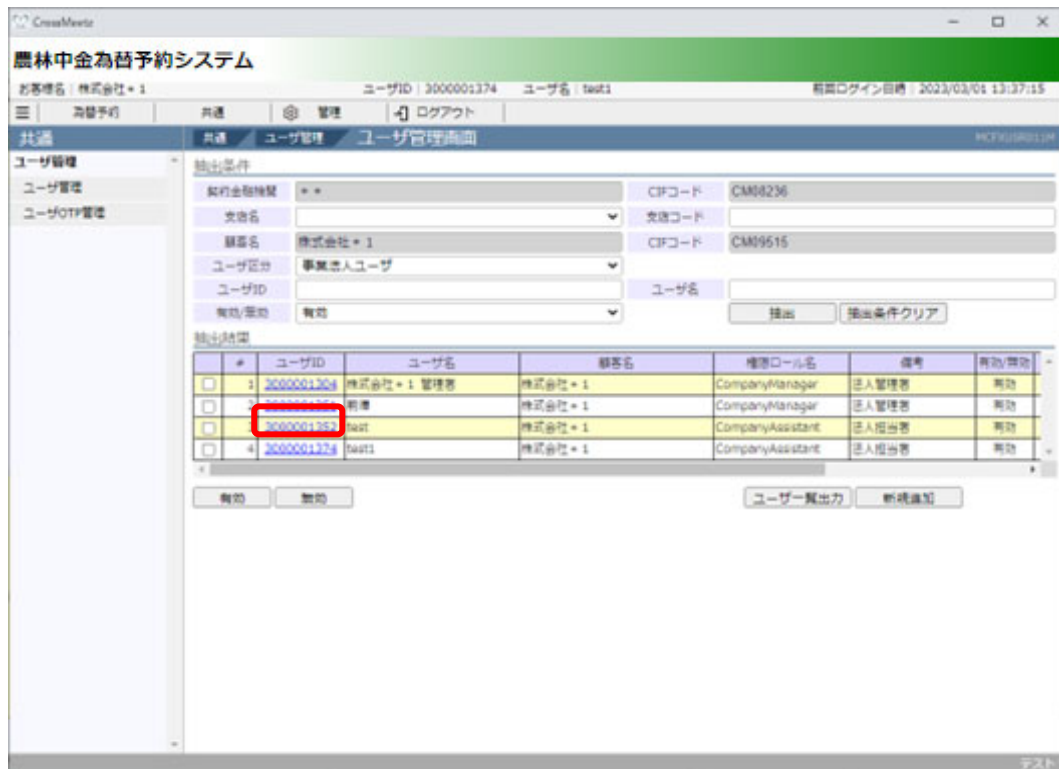 CrossMeetz
農林中金為替予約システム
お客様名 | 株式会社*1 ユーザID | 3000001374 ユーザ名 | test1 前回ログイン日時 | 2023/03/01 13:37:15
為替予約 共通 管理 ログアウト
共通 共通 ユーザ管理 ユーザ管理画面 MCFXUSR011M
ユーザ管理
ユーザ管理
ユーザOTP管理
抽出条件
契約金融機関 ** CIFコード CM08236
支店名 支店コード
顧客名 株式会社*1 CIFコード CM09515
ユーザ区分 事業法人ユーザ
ユーザID ユーザ名
有効/無効 有効 抽出 抽出条件クリア
抽出結果
# ユーザID ユーザ名 顧客名 権限ロール名 備考 有効/無効
1 3000001304 株式会社*1 管理者 株式会社*1 CompanyManager 法人管理者 有効
2 株式会社*1 CompanyManager 法人管理者 有効
3 3000001352 test 株式会社*1 CompanyAssistant 法人担当者 有効
4 3000001374 test1 株式会社*1 CompanyAssistant 法人担当者 有効
有効 無効 ユーザ一覧出力 新規追加
テスト